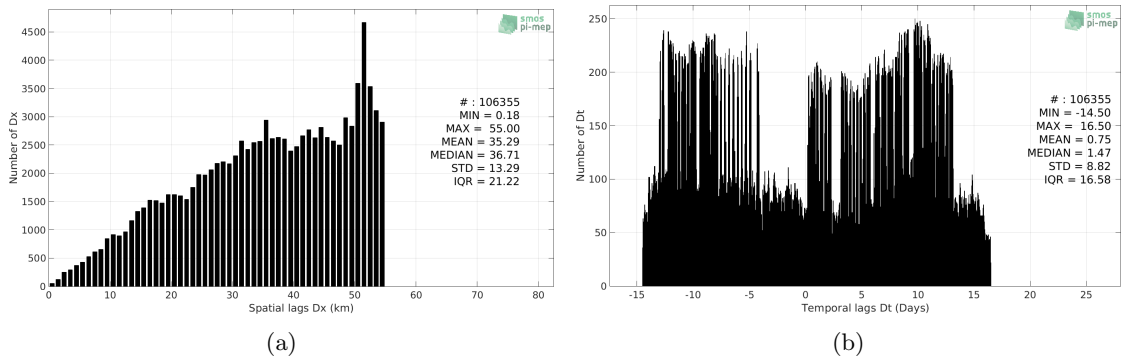 smos
pi-mep
4500
4000
3500
3000
2500
2000
1500
1000
500
0
Number of Dx
# : 106355
MIN = 0.18
MAX = 55.00
MEAN = 35.29
MEDIAN = 36.71
STD = 13.29
IQR = 21.22
0 10 20 30 40 50 60 70 80
Spatial lags Dx (km)
(a)
smos
pi-mep
250
200
150
100
50
0
Number of Dt
# : 106355
MIN = -14.50
MAX = 16.50
MEAN = 0.75
MEDIAN = 1.47
STD = 8.82
IQR = 16.58
-15 -10 -5 0 5 10 15 20 25
Temporal lags Dt (Days)
(b)